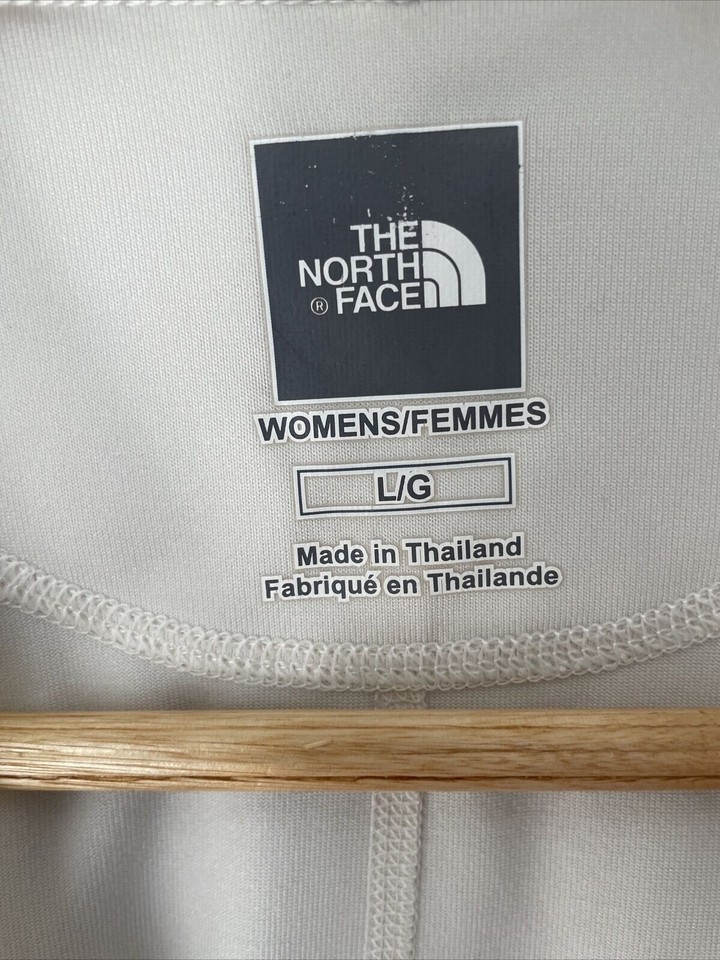 THE
NORTH
® FACE
WOMENS/FEMMES
L/G
Made in Thailand
Fabriqué en Thailande